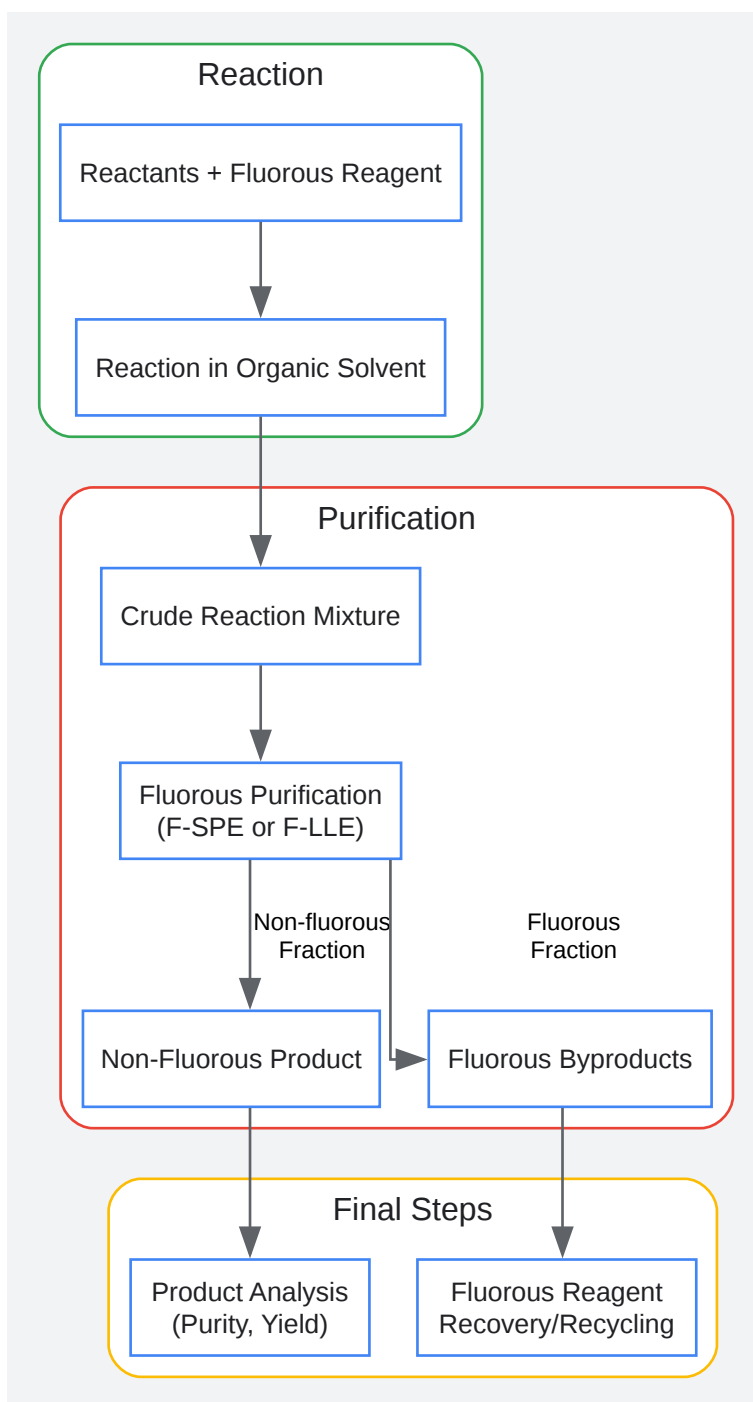 Reaction
Reactants + Fluorous Reagent
Reaction in Organic Solvent
Purification
Crude Reaction Mixture
Fluorous Purification
(F-SPE or F-LLE)
Non-fluorous
Fraction
Fluorous
Fraction
Non-Fluorous Product
Fluorous Byproducts
Final Steps
Product Analysis
(Purity, Yield)
Fluorous Reagent
Recovery/Recycling